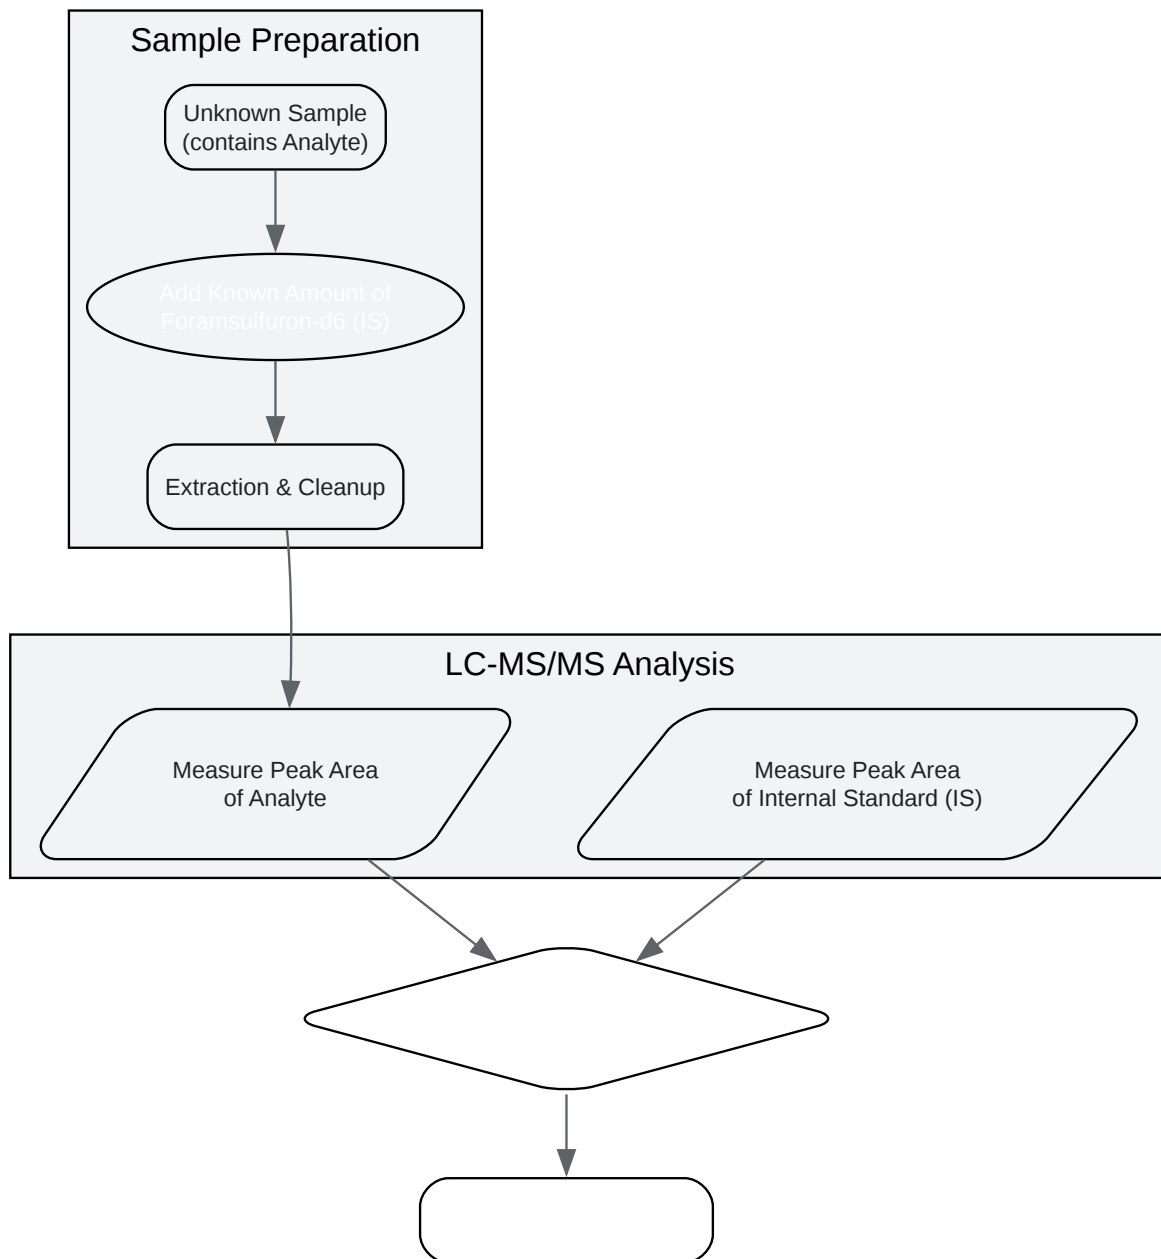 Sample Preparation
Unknown Sample
(contains Analyte)
Add Known Amount of
Foramsulfuron-d6 (IS)
Extraction & Cleanup
LC-MS/MS Analysis
Measure Peak Area
of Analyte
Measure Peak Area
of Internal Standard (IS)